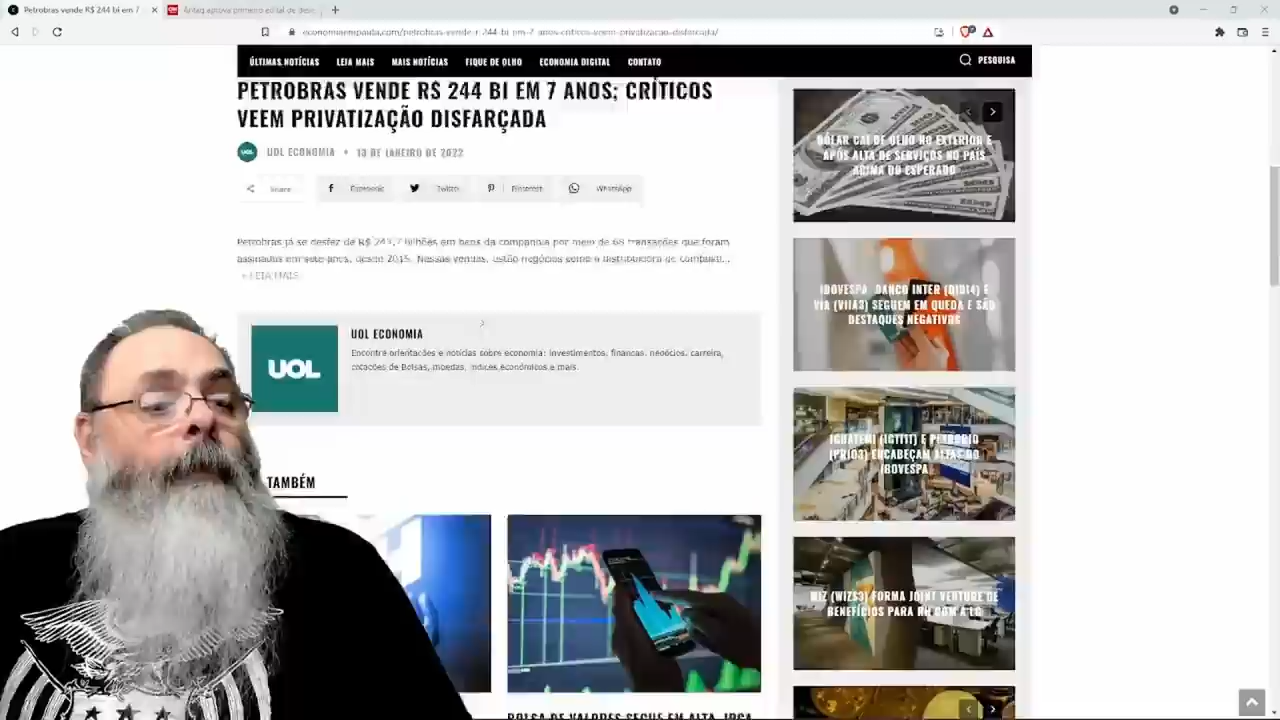 Petrobras vende R$ 244 bi em 7
Antaq aprova primeiro edital de dese
economiaempauta.com/petrobras-vende-r-244-bi-em-7-anos-criticos-veem-privatizacao-disfarcada/
ÚLTIMAS NOTÍCIAS LEIA MAIS MAIS NOTÍCIAS FIQUE DE OLHO ECONOMIA DIGITAL CONTATO PESQUISA
PETROBRAS VENDE R$ 244 BI EM 7 ANOS; CRÍTICOS
VEEM PRIVATIZAÇÃO DISFARÇADA
UOL
UOL ECONOMIA • 13 DE JANEIRO DE 2022
Share Facebook Twitter Pinterest WhatsApp
Petrobras já se desfez de R$ 243,7 bilhões em bens da companhia por meio de 68 transações que foram
assinadas em sete anos, desde 2015. Nessas vendas, estão negócios como a distribuidora de combustí...
+ LEIA MAIS
UOL
UOL ECONOMIA
Encontre orientações e notícias sobre economia: investimentos, finanças, negócios, carreira,
cotações de Bolsas, moedas, índices econômicos e mais.
TAMBÉM
BOLSA DE VALORES SEGUE EM ALTA, IPCA
DÓLAR CAI DE OLHO NO EXTERIOR E
APÓS ALTA DE SERVIÇOS NO PAÍS
ACIMA DO ESPERADO
IBOVESPA: BANCO INTER (BIDI4) E
VIA (VIIA3) SEGUEM EM QUEDA E SÃO
DESTAQUES NEGATIVOS
IGUATEMI (IGTI11) E PETRORIO
(PRIO3) ENCABEÇAM ALTAS DO
IBOVESPA
WIZ (WIZS3) FORMA JOINT VENTURE DE
BENEFÍCIOS PARA RH COM A LG